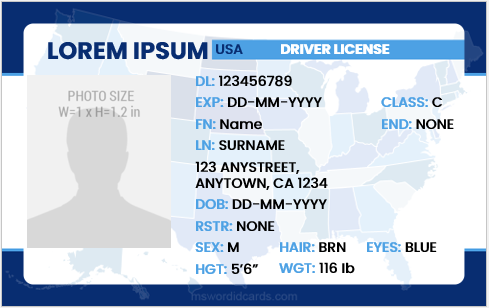 LOREM IPSUM USA DRIVER LICENSE
PHOTO SIZE
W=1 x H=1.2 in
DL: 123456789
EXP: DD-MM-YYYY CLASS: C
FN: Name END: NONE
LN: SURNAME
123 ANYSTREET,
ANYTOWN, CA 1234
DOB: DD-MM-YYYY
RSTR: NONE
SEX: M HAIR: BRN EYES: BLUE
HGT: 5’6” WGT: 116 lb
mswordidcards.com